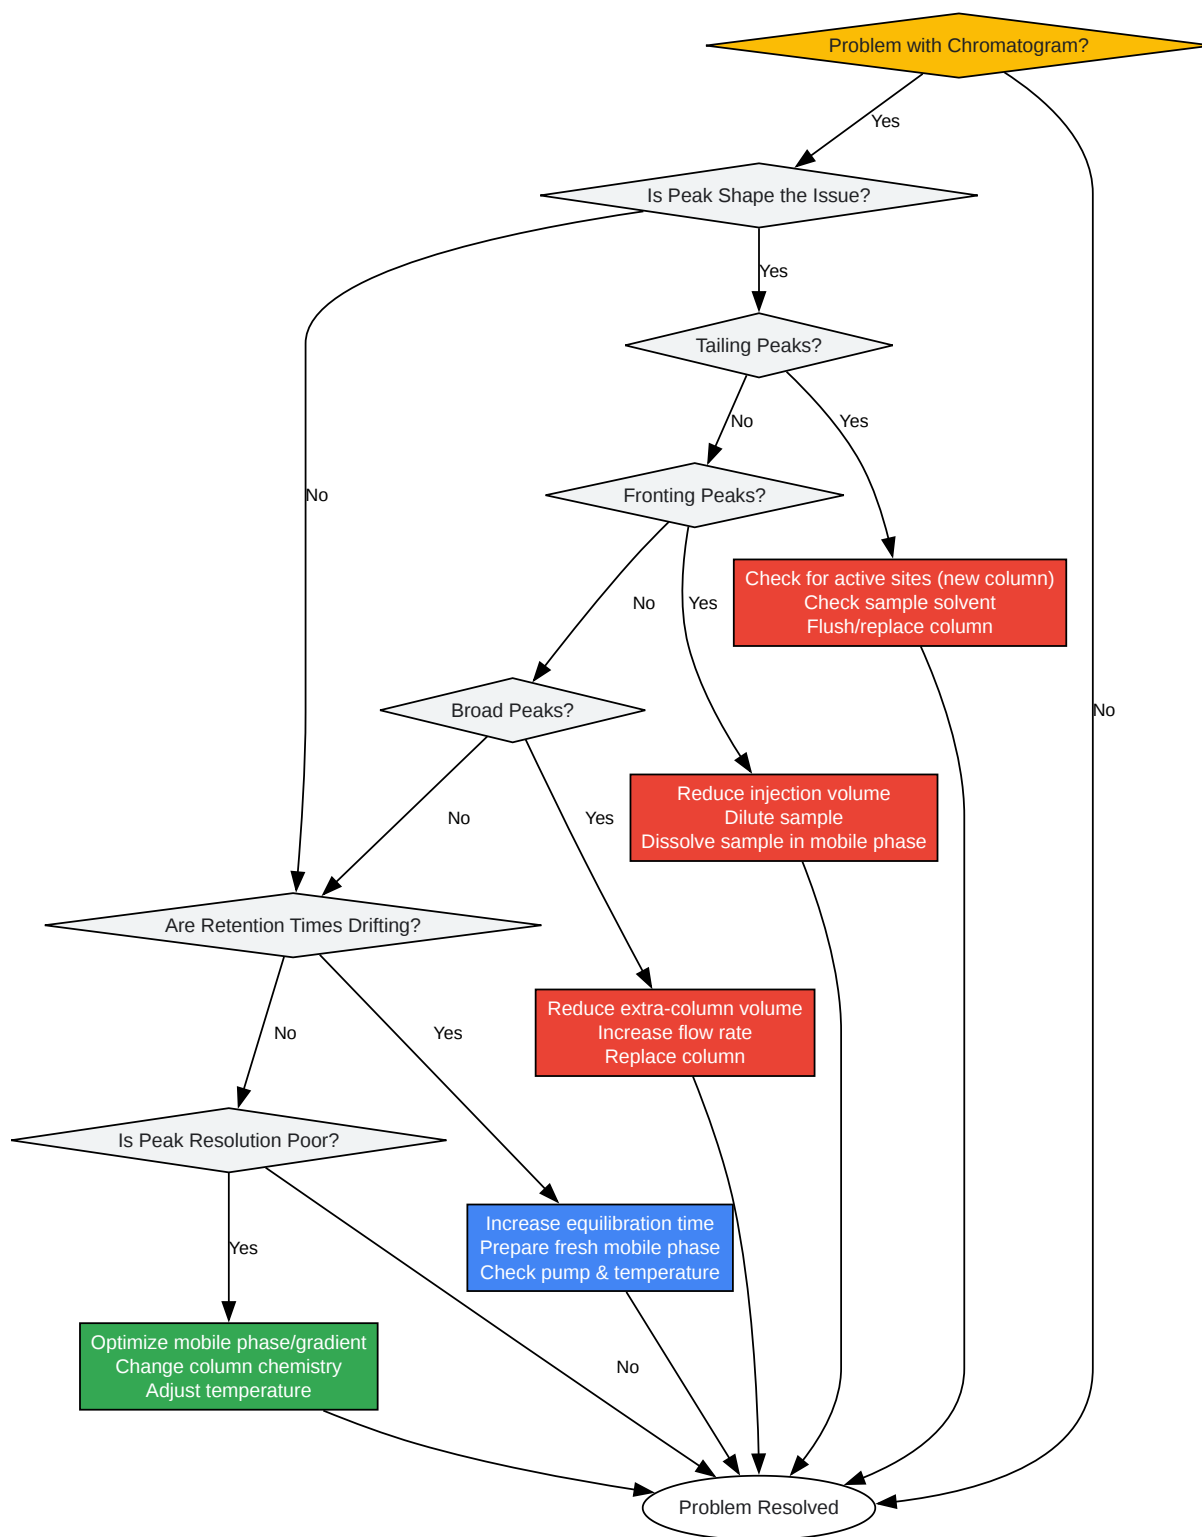 Problem with Chromatogram?
Yes
Is Peak Shape the Issue?
Yes
Tailing Peaks?
No
Yes
No
Fronting Peaks?
Check for active sites (new column)
Check sample solvent
Flush/replace column
No
Yes
Broad Peaks?
No
Reduce injection volume
Dilute sample
Dissolve sample in mobile phase
No
Yes
Are Retention Times Drifting?
Reduce extra-column volume
Increase flow rate
Replace column
No
Yes
Is Peak Resolution Poor?
Increase equilibration time
Prepare fresh mobile phase
Check pump & temperature
Yes
Optimize mobile phase/gradient
Change column chemistry
Adjust temperature
No
Problem Resolved